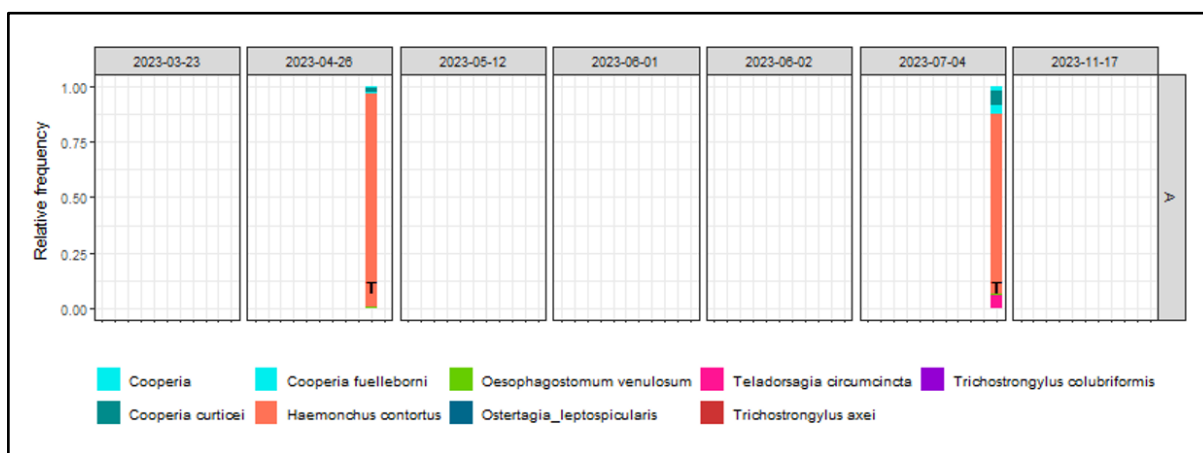 2023-03-23 2023-04-26 2023-05-12 2023-06-01 2023-06-02 2023-07-04 2023-11-17
1.00
0.75
0.50
0.25
0.00
Relative frequency
T T
A
Cooperia Cooperia fuelleborni Oesophagostomum venulosum Teladorsagia circumcincta Trichostrongylus colubriformis
Cooperia curticei Haemonchus contortus Ostertagia_leptospicularis Trichostrongylus axei